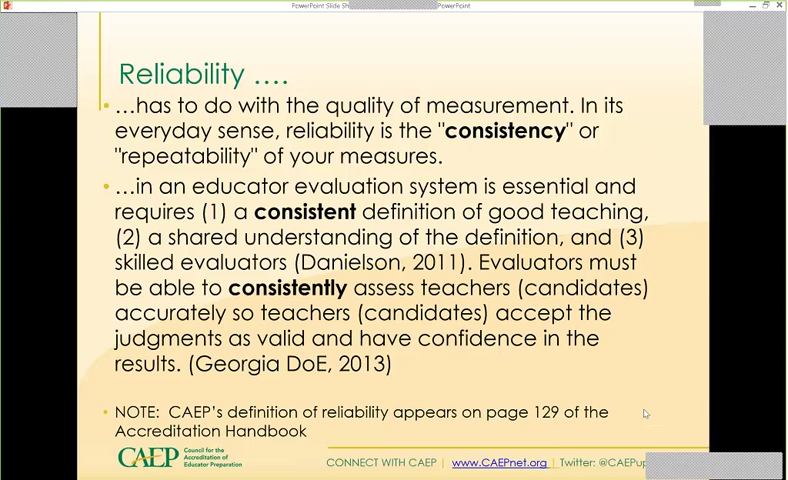 PowerPoint Slide Sh
PowerPoint
Reliability ….
• …has to do with the quality of measurement. In its
everyday sense, reliability is the "consistency" or
"repeatability" of your measures.
• …in an educator evaluation system is essential and
requires (1) a consistent definition of good teaching,
(2) a shared understanding of the definition, and (3)
skilled evaluators (Danielson, 2011). Evaluators must
be able to consistently assess teachers (candidates)
accurately so teachers (candidates) accept the
judgments as valid and have confidence in the
results. (Georgia DoE, 2013)
• NOTE: CAEP’s definition of reliability appears on page 129 of the
Accreditation Handbook
CAEP
Council for the
Accreditation of
Educator Preparation
CONNECT WITH CAEP | www.CAEPnet.org | Twitter: @CAEPup